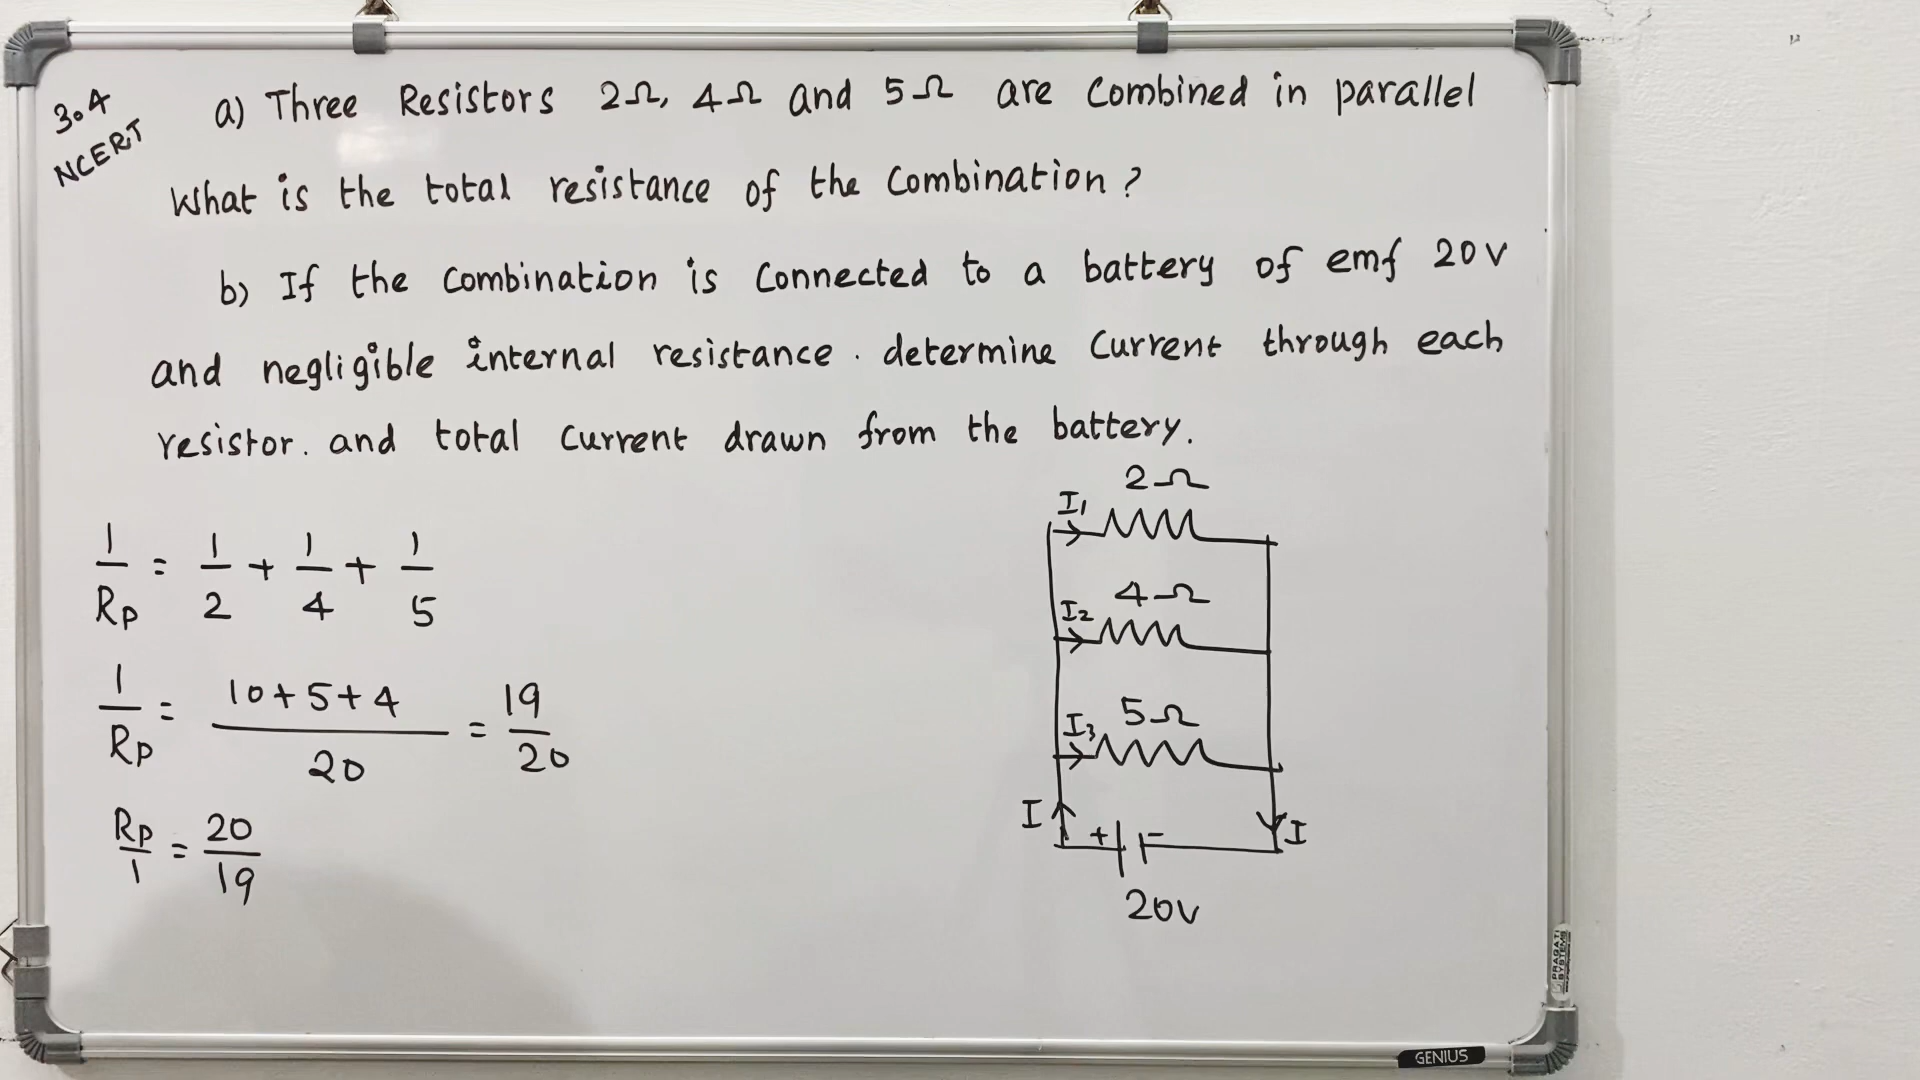 3.4
NCERT
a) Three Resistors 2Ω, 4Ω and 5Ω are Combined in parallel
What is the total resistance of the Combination?
b) If the Combination is Connected to a battery of emf 20V
and negligible internal resistance. determine Current through each
resistor. and total Current drawn from the battery.
1/Rp = 1/2 + 1/4 + 1/5
1/Rp = 10+5+4/20 = 19/20
Rp/1 = 20/19
2Ω
I1
4Ω
I2
5Ω
I3
I + - I
20V
PRAGATI SYSTEMS
GENIUS